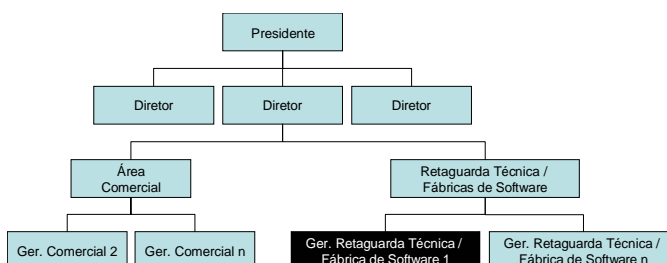 Presidente
Diretor
Diretor
Diretor
Área
Comercial
Retaguarda Técnica /
Fábricas de Software
Ger. Comercial 2
Ger. Comercial n
Ger. Retaguarda Técnica /
Fábrica de Software 1
Ger. Retaguarda Técnica /
Fábrica de Software n